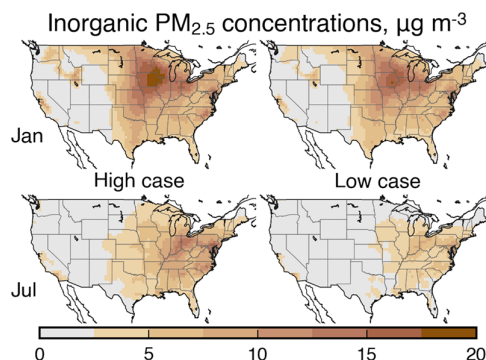 Inorganic PM2.5 concentrations, µg m-3
Jan
High case Low case
Jul
0 5 10 15 20